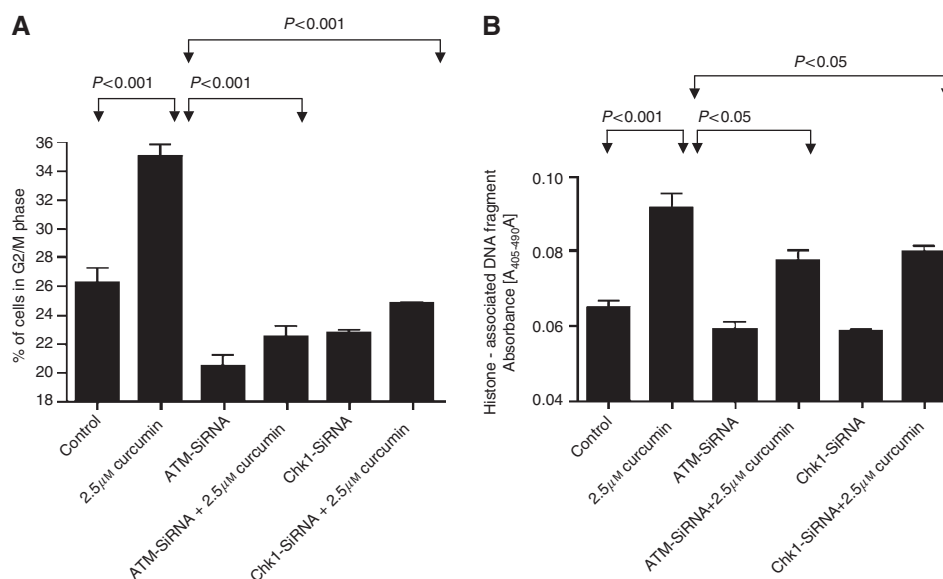 A
P<0.001
P<0.001
P<0.001
% of cells in G2/M phase
36
34
32
30
28
26
24
22
20
18
Control
2.5μM curcumin
ATM-SiRNA
ATM-SiRNA + 2.5μM curcumin
Chk1-SiRNA
Chk1-SiRNA + 2.5μM curcumin
B
P<0.05
P<0.001
P<0.05
Histone - associated DNA fragment
Absorbance [A405-490A]
0.10
0.08
0.06
0.04
Control
2.5μM curcumin
ATM-SiRNA
ATM-SiRNA+2.5μM curcumin
Chk1-SiRNA
Chk1-SiRNA+2.5μM curcumin